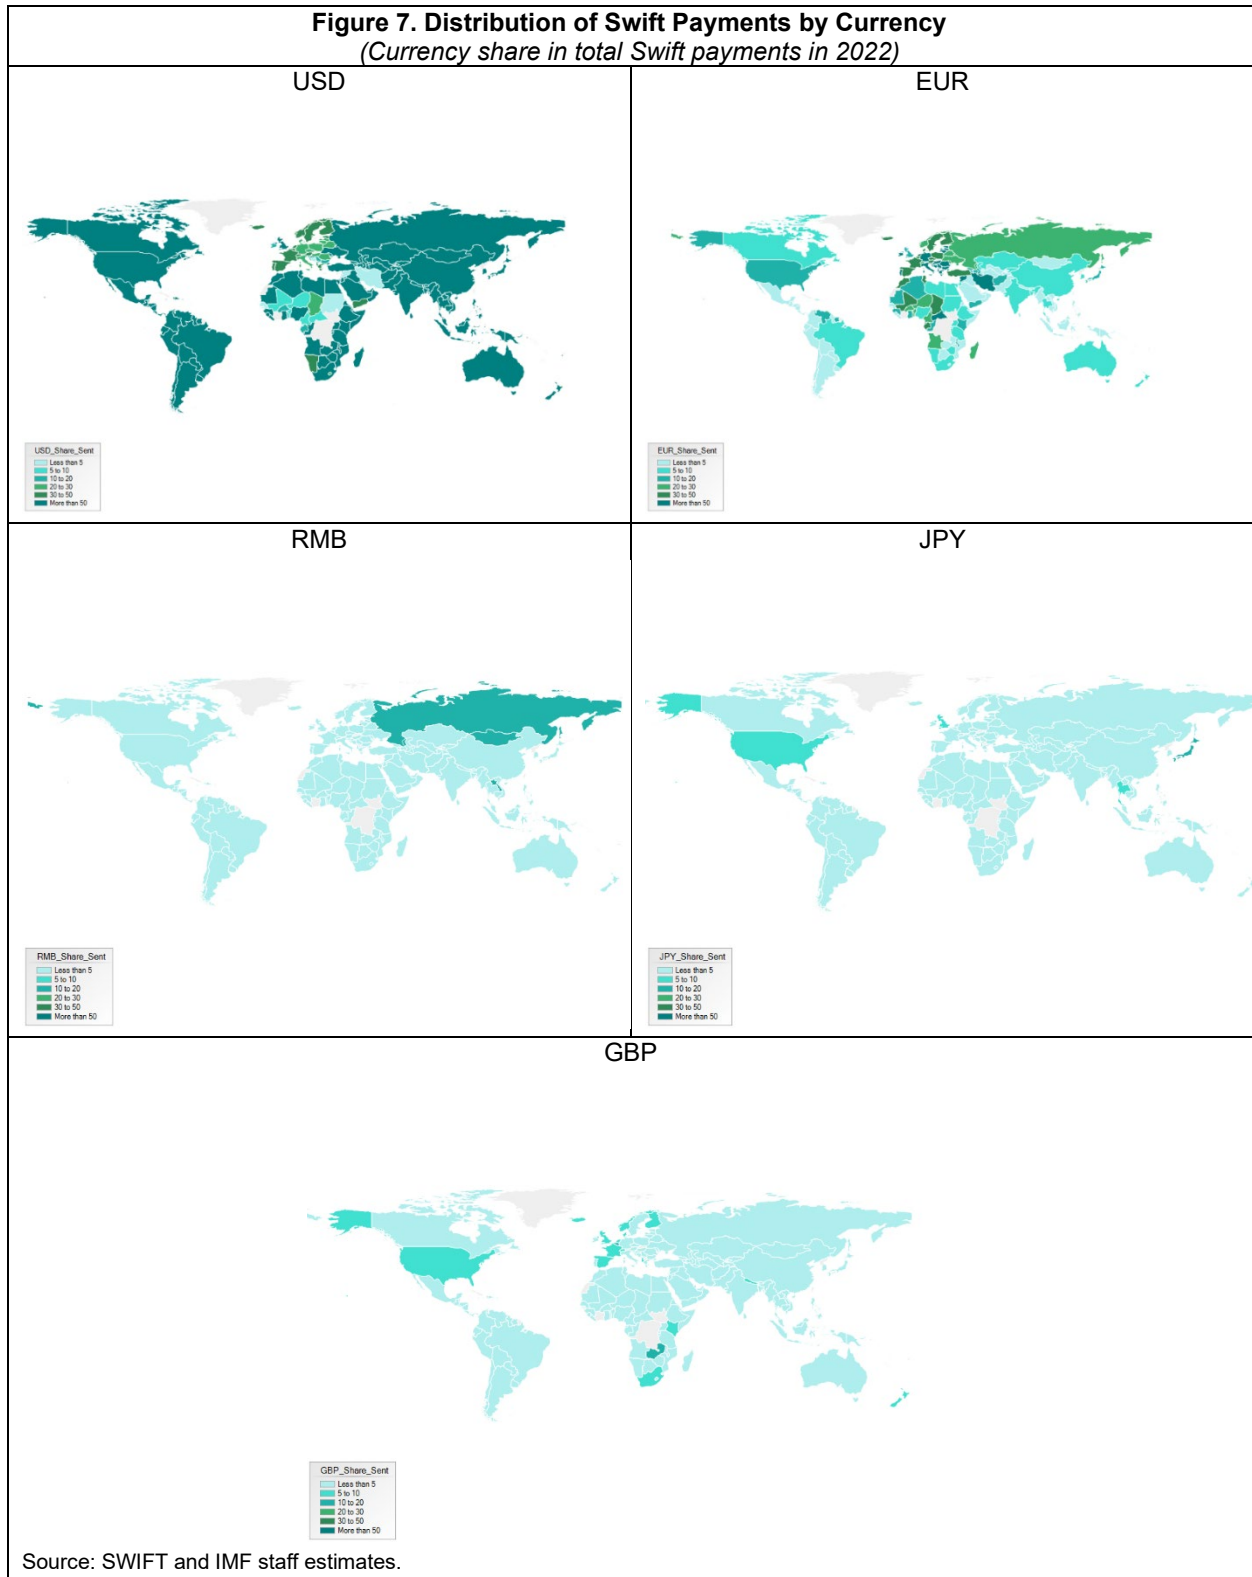 Figure 7. Distribution of Swift Payments by Currency
(Currency share in total Swift payments in 2022)
USD
EUR
USD_Share_Sent
Less than 5
5 to 10
10 to 20
20 to 30
30 to 50
More than 50
EUR_Share_Sent
Less than 5
5 to 10
10 to 20
20 to 30
30 to 50
More than 50
RMB
JPY
RMB_Share_Sent
Less than 5
5 to 10
10 to 20
20 to 30
30 to 50
More than 50
JPY_Share_Sent
Less than 5
5 to 10
10 to 20
20 to 30
30 to 50
More than 50
GBP
GBP_Share_Sent
Less than 5
5 to 10
10 to 20
20 to 30
30 to 50
More than 50
Source: SWIFT and IMF staff estimates.